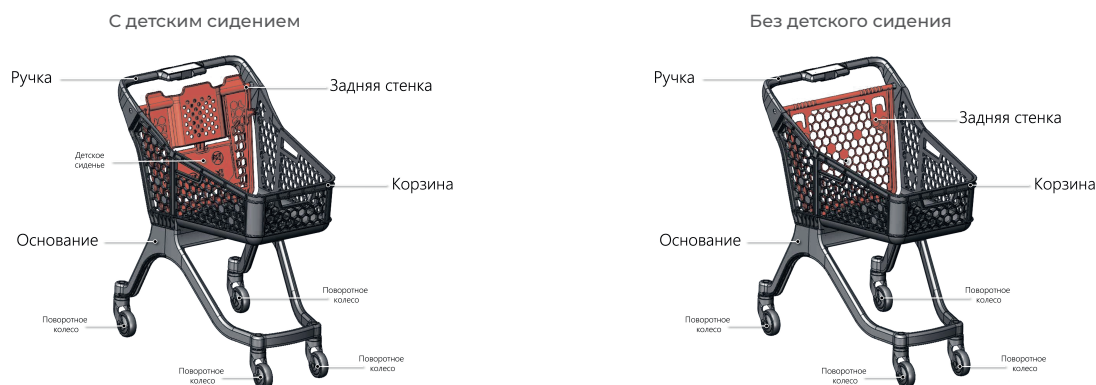 С детским сидением
Ручка
Задняя стенка
Детское
сиденье
Корзина
Основание
Поворотное
колесо
Поворотное
колесо
Поворотное
колесо
Поворотное
колесо
Без детского сидения
Ручка
Задняя стенка
Корзина
Основание
Поворотное
колесо
Поворотное
колесо
Поворотное
колесо
Поворотное
колесо